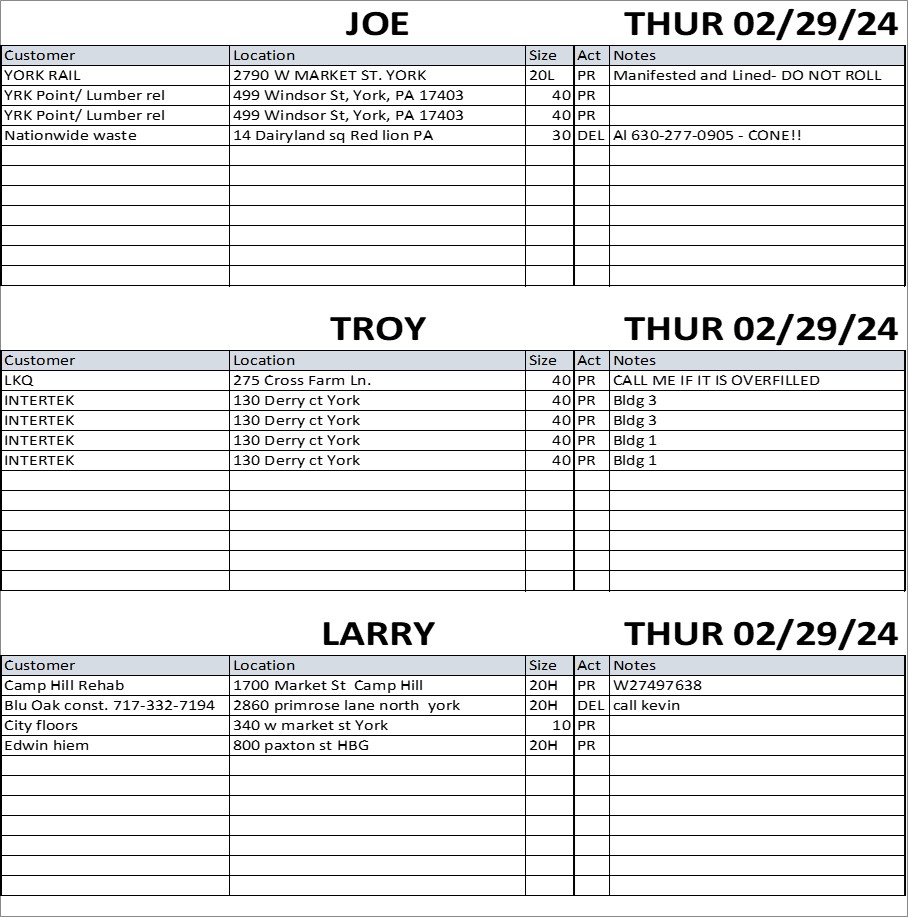 JOE THUR 02/29/24
Customer Location Size Act Notes
YORK RAIL 2790 W MARKET ST. YORK 20L PR Manifested and Lined- DO NOT ROLL
YRK Point/ Lumber rel 499 Windsor St, York, PA 17403 40 PR
YRK Point/ Lumber rel 499 Windsor St, York, PA 17403 40 PR
Nationwide waste 14 Dairyland sq Red lion PA 30 DEL Al 630-277-0905 - CONE!!
TROY THUR 02/29/24
Customer Location Size Act Notes
LKQ 275 Cross Farm Ln. 40 PR CALL ME IF IT IS OVERFILLED
INTERTEK 130 Derry ct York 40 PR Bldg 3
INTERTEK 130 Derry ct York 40 PR Bldg 3
INTERTEK 130 Derry ct York 40 PR Bldg 1
INTERTEK 130 Derry ct York 40 PR Bldg 1
LARRY THUR 02/29/24
Customer Location Size Act Notes
Camp Hill Rehab 1700 Market St Camp Hill 20H PR W27497638
Blu Oak const. 717-332-7194 2860 primrose lane north york 20H DEL call kevin
City floors 340 w market st York 10 PR
Edwin hiem 800 paxton st HBG 20H PR